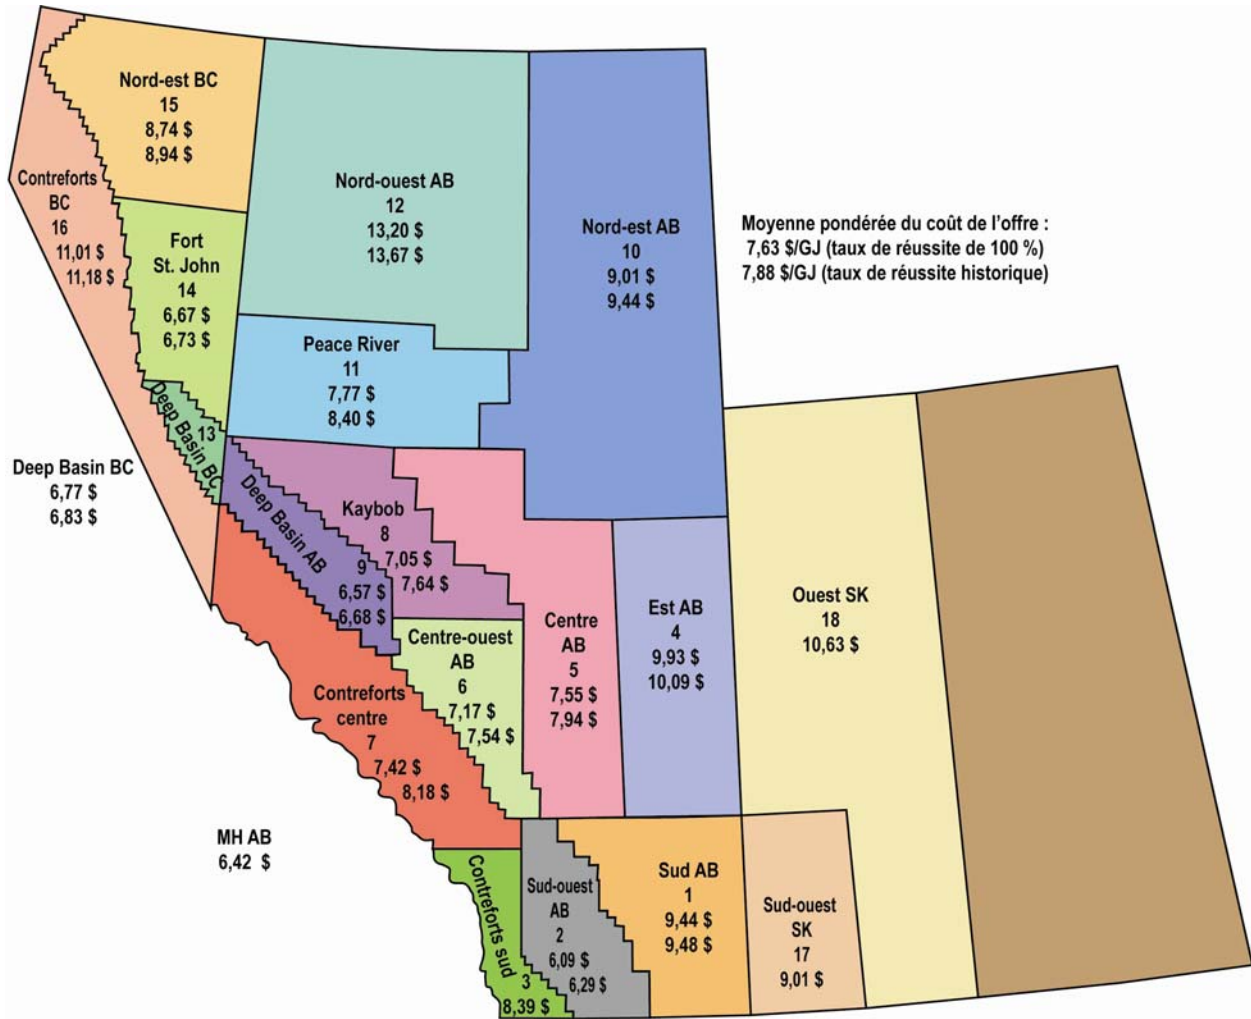 Nord-est BC
15
8,74 $
8,94 $
Contreforts
BC
16
11,01 $
11,18 $
Fort
St. John
14
6,67 $
6,73 $
Nord-ouest AB
12
13,20 $
13,67 $
Nord-est AB
10
9,01 $
9,44 $
Moyenne pondérée du coût de l’offre :
7,63 $/GJ (taux de réussite de 100 %)
7,88 $/GJ (taux de réussite historique)
Peace River
11
7,77 $
8,40 $
Deep Basin BC
13
Deep Basin BC
6,77 $
6,83 $
Deep Basin AB
9
6,57 $
6,68 $
Kaybob
8
7,05 $
7,64 $
Centre-ouest
AB
6
7,17 $
7,54 $
Centre
AB
5
7,55 $
7,94 $
Est AB
4
9,93 $
10,09 $
Ouest SK
18
10,63 $
Contreforts
centre
7
7,42 $
8,18 $
MH AB
6,42 $
Contreforts sud
3
8,39 $
Sud-ouest
AB
2
6,09 $
6,29 $
Sud AB
1
9,44 $
9,48 $
Sud-ouest
SK
17
9,01 $